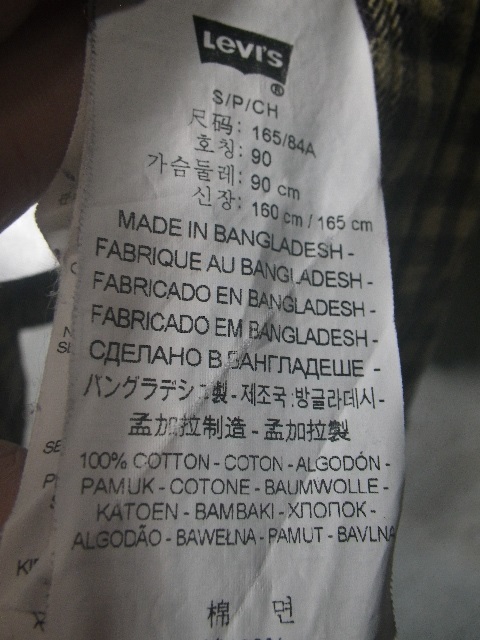 Levi's ®
S/P/CH
尺码: 165/84A
호칭: 90
가슴둘레: 90 cm
신장: 160 cm / 165 cm
MADE IN BANGLADESH -
FABRIQUE AU BANGLADESH -
FABRICADO EN BANGLADESH -
FABRICADO EM BANGLADESH -
СДЕЛАНО В БАНГЛАДЕШЕ -
バングラデシュ製 - 제조국:방글라데시-
孟加拉制造 - 孟加拉製
100% COTTON - COTON - ALGODÓN -
PAMUK - COTONE - BAUMWOLLE -
KATOEN - BAMBAKI - ХЛОПОК -
ALGODÃO - BAWEŁNA - PAMUT - BAVLNA
棉 면